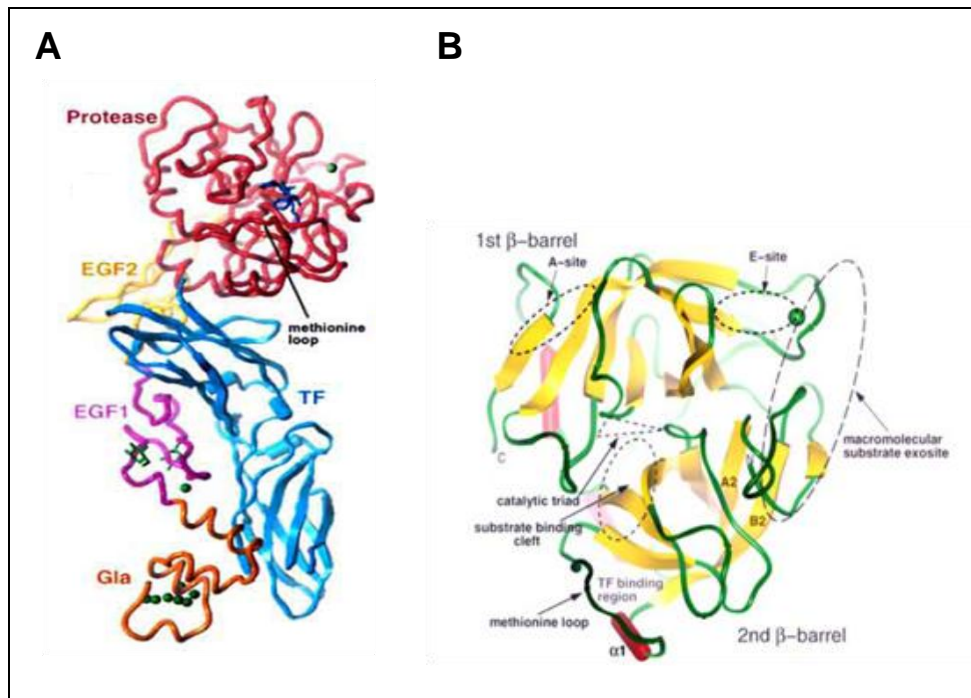 A
B
Protease
EGF2
methionine
loop
EGF1
TF
Gla
1st β-barrel
A-site
E-site
C
macromolecular
substrate exosite
catalytic triad
A2
substrate binding
cleft
B2
TF binding
region
methionine loop
2nd β-barrel
α1